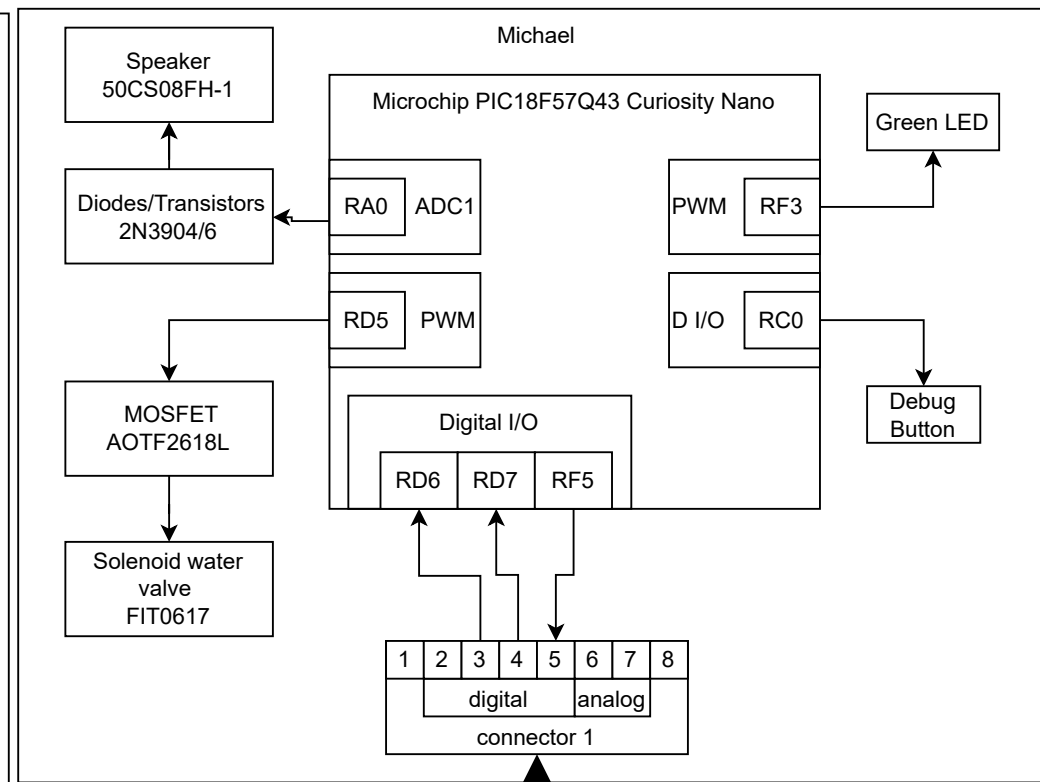 Michael
Speaker
50CS08FH-1
Microchip PIC18F57Q43 Curiosity Nano
Green LED
Diodes/Transistors
2N3904/6
RA0 ADC1
PWM RF3
RD5 PWM
D I/O RC0
MOSFET
AOTF2618L
Digital I/O
Debug
Button
RD6 RD7 RF5
Solenoid water
valve
FIT0617
1 2 3 4 5 6 7 8
digital analog
connector 1